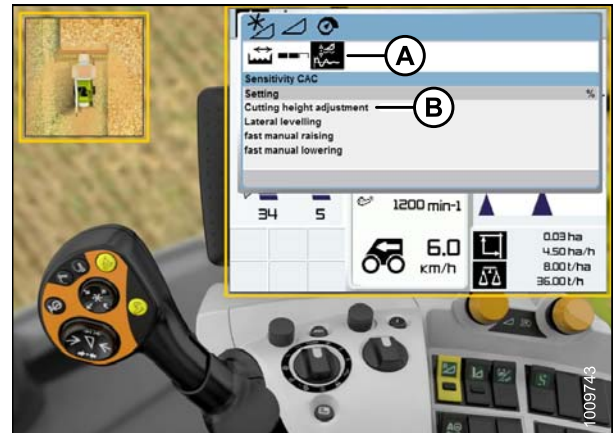 A
Sensitivity CAC
Setting %
Cutting height adjustment
B
Lateral levelling
fast manual raising
fast manual lowering
34 5
1200 min-1
6.0
km/h
0.03 ha
4.50 ha/h
8.00 t/ha
36.00 t/h
1009743